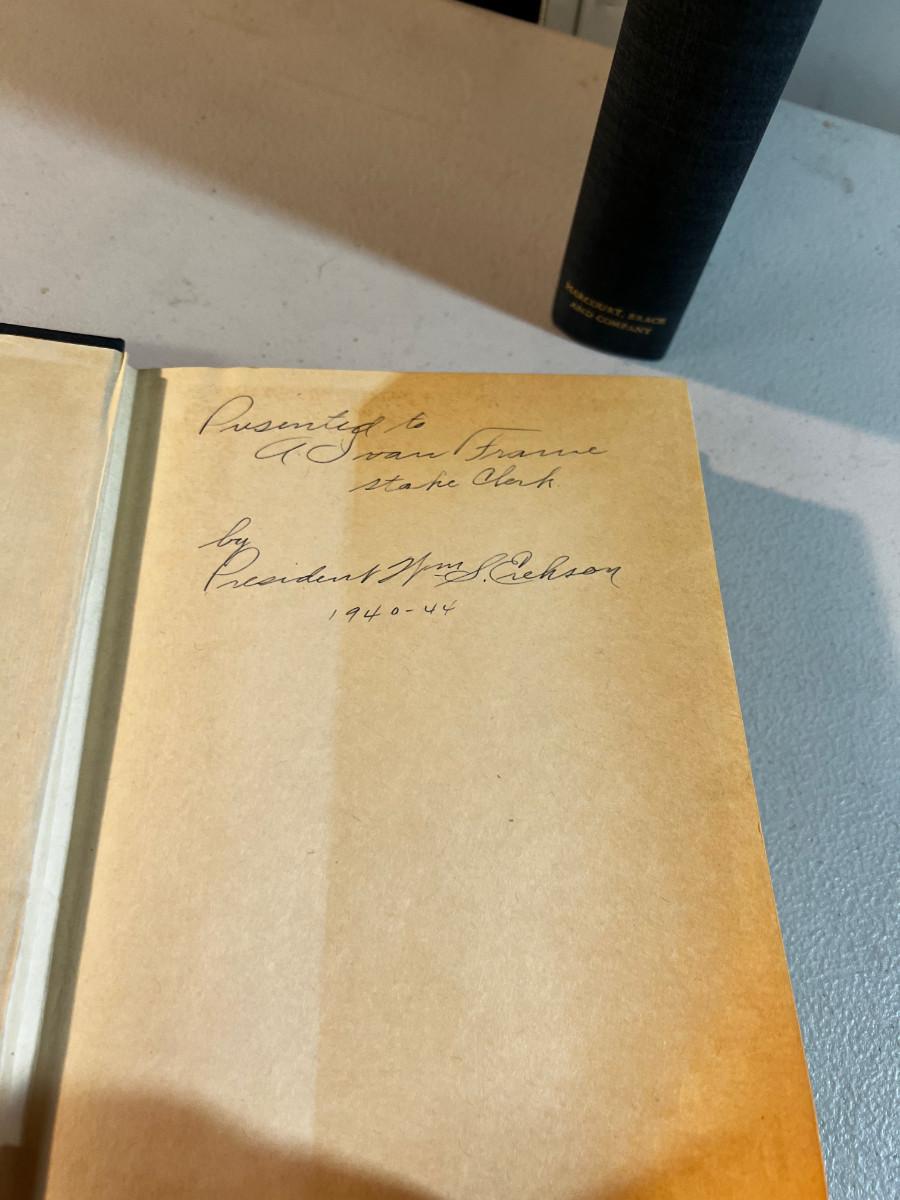 HARCOURT, BRACE
AND COMPANY
Presented to
A. Ivan Frame
stake Clerk
by
President Wm S. Erekson
1940-44